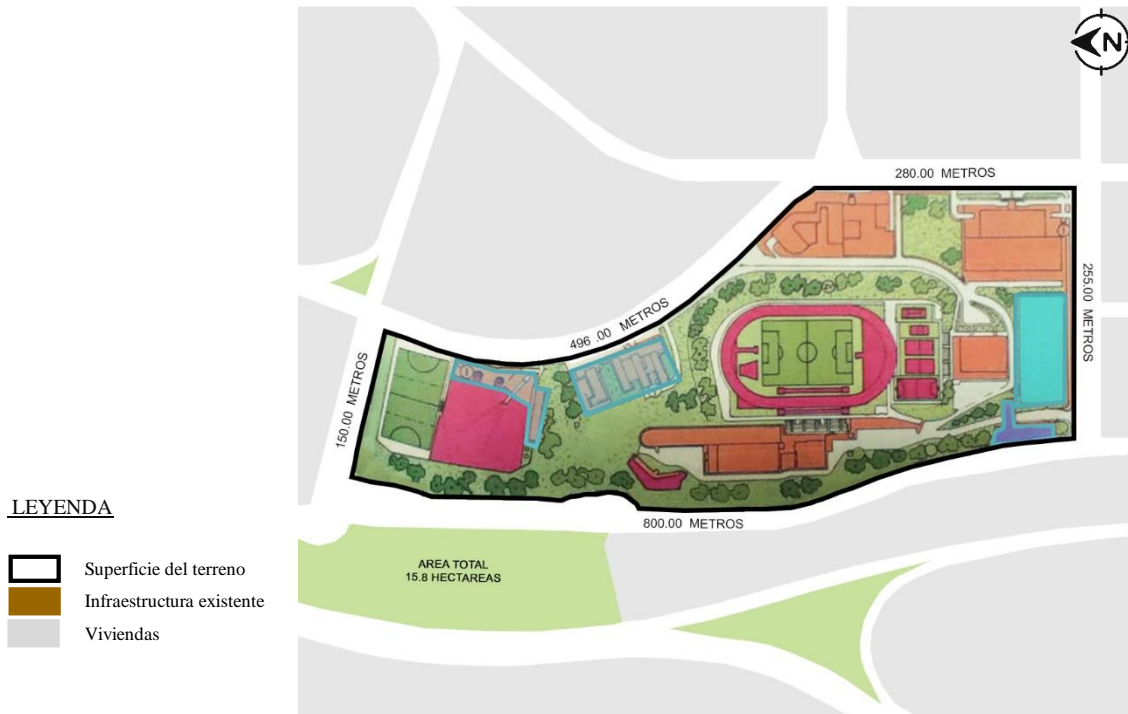 N
280.00 METROS
255.00 METROS
496 .00 METROS
150.00 METROS
800.00 METROS
AREA TOTAL
15.8 HECTAREAS
LEYENDA
Superficie del terreno
Infraestructura existente
Viviendas